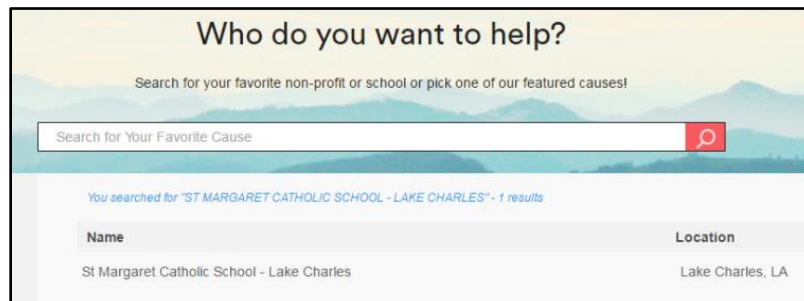 Who do you want to help?
Search for your favorite non-profit or school or pick one of our featured causes!
Search for Your Favorite Cause
You searched for "ST MARGARET CATHOLIC SCHOOL - LAKE CHARLES" - 1 results
Name Location
St Margaret Catholic School - Lake Charles Lake Charles, LA